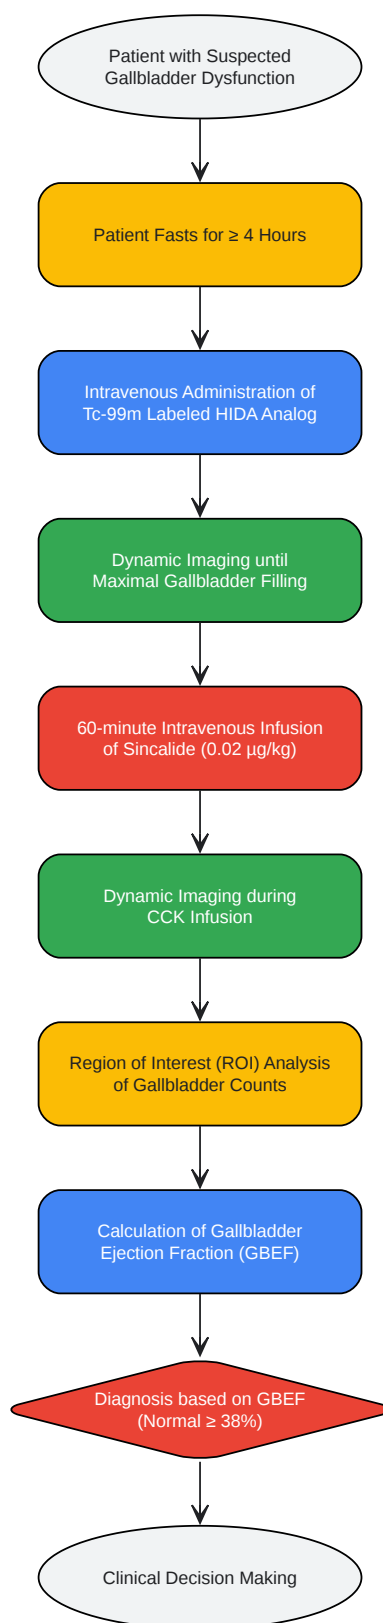 Patient with Suspected
Gallbladder Dysfunction
Patient Fasts for ≥ 4 Hours
Intravenous Administration of
Tc-99m Labeled HIDA Analog
Dynamic Imaging until
Maximal Gallbladder Filling
60-minute Intravenous Infusion
of Sincalide (0.02 µg/kg)
Dynamic Imaging during
CCK Infusion
Region of Interest (ROI) Analysis
of Gallbladder Counts
Calculation of Gallbladder
Ejection Fraction (GBEF)
Diagnosis based on GBEF
(Normal ≥ 38%)
Clinical Decision Making